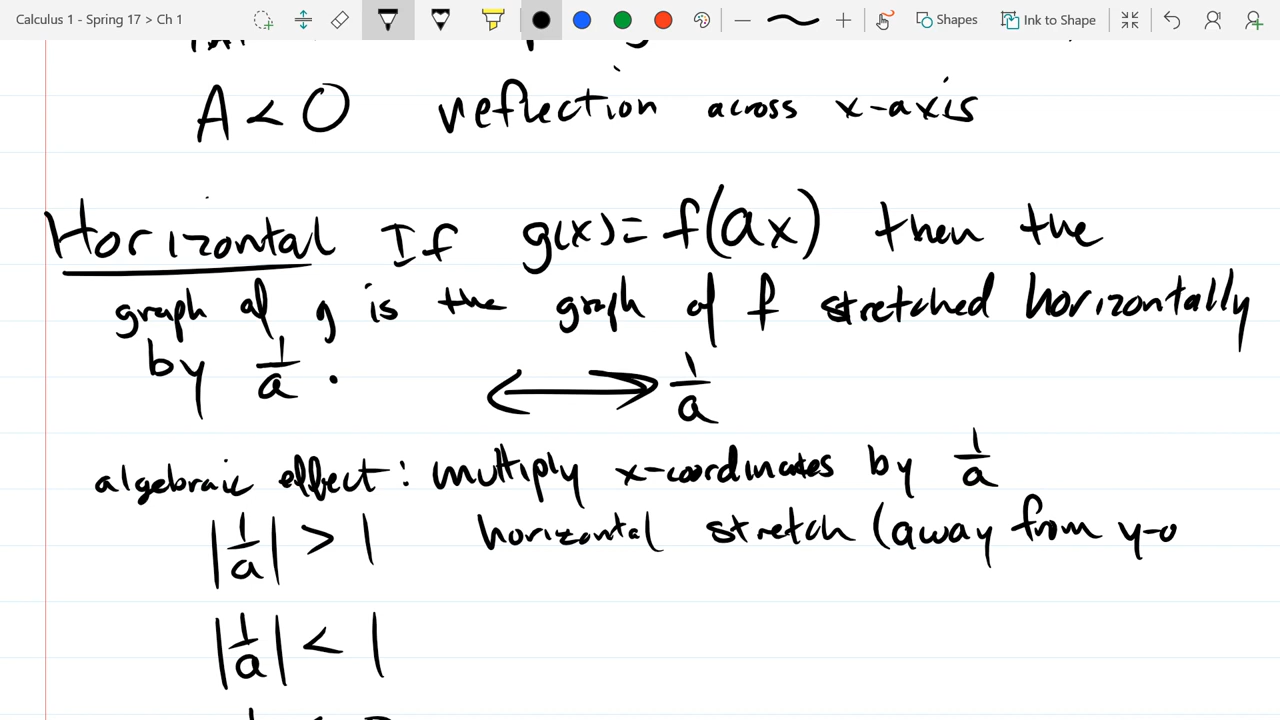 Calculus 1 - Spring 17 > Ch 1
Shapes
Ink to Shape
A < 0 reflection across x-axis
Horizontal If g(x) = f(ax) then the
graph of g is the graph of f stretched horizontally
by 1/a .
1/a
algebraic effect: multiply x-coordinates by 1/a
|1/a| > 1 horizontal stretch (away from y-a
|1/a| < 1